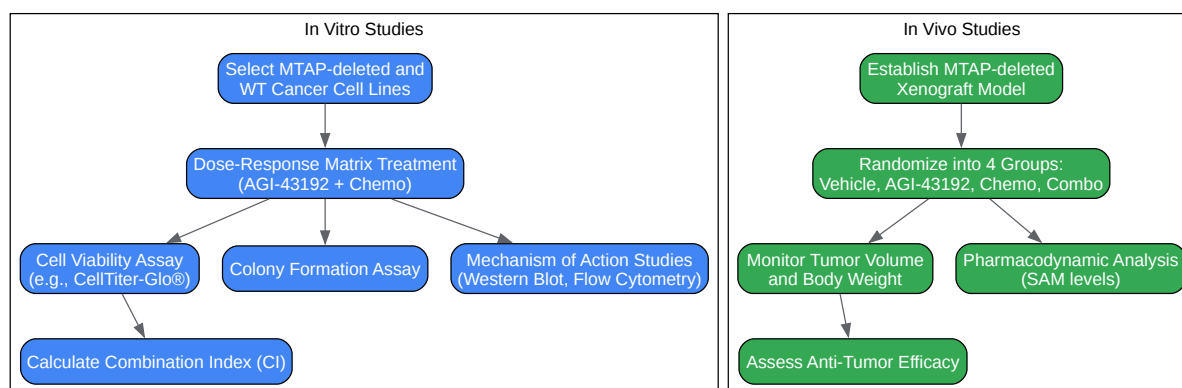 In Vitro Studies
Select MTAP-deleted and
WT Cancer Cell Lines
Dose-Response Matrix Treatment
(AGI-43192 + Chemo)
Cell Viability Assay
(e.g., CellTiter-Glo®)
Colony Formation Assay
Mechanism of Action Studies
(Western Blot, Flow Cytometry)
Calculate Combination Index (CI)
In Vivo Studies
Establish MTAP-deleted
Xenograft Model
Randomize into 4 Groups:
Vehicle, AGI-43192, Chemo, Combo
Monitor Tumor Volume
and Body Weight
Pharmacodynamic Analysis
(SAM levels)
Assess Anti-Tumor Efficacy